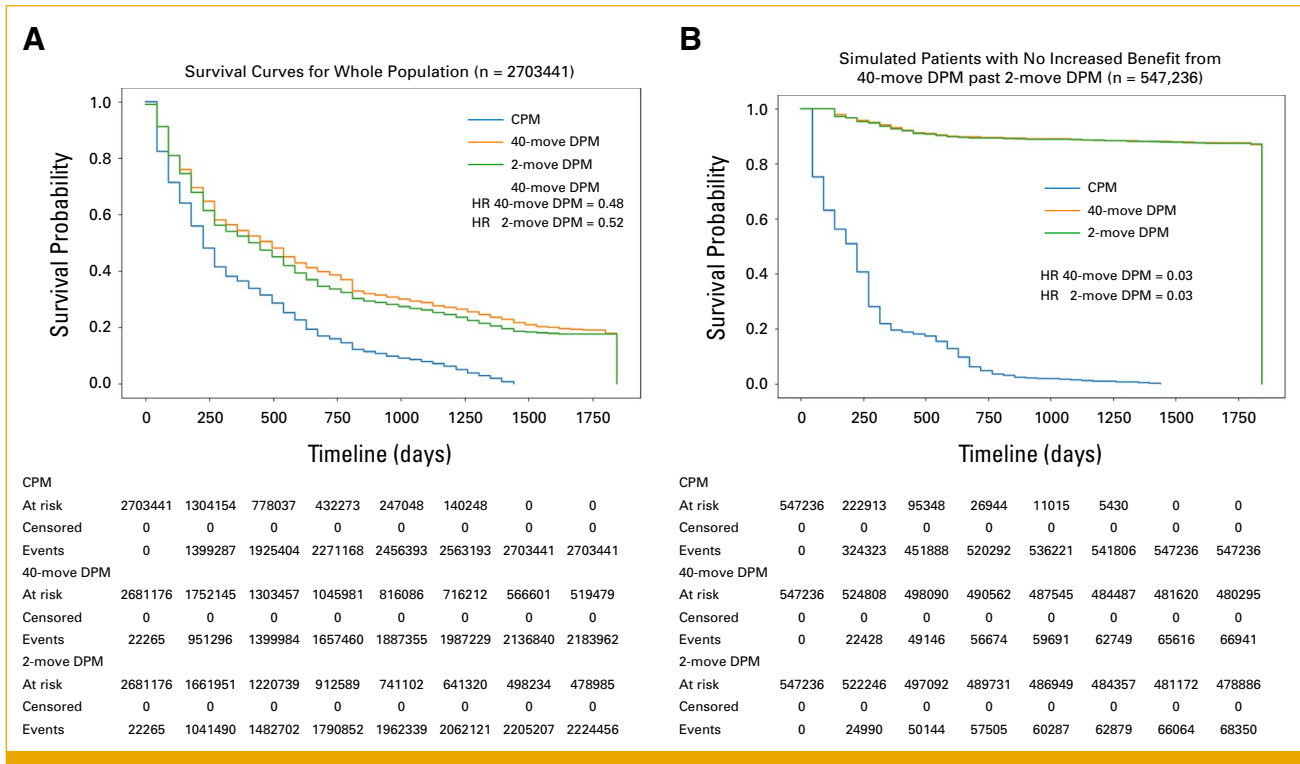 A
Survival Curves for Whole Population (n = 2703441)
1.0
0.8
0.6
0.4
0.2
0.0
Survival Probability
CPM
40-move DPM
2-move DPM
40-move DPM
HR 40-move DPM = 0.48
HR 2-move DPM = 0.52
0 250 500 750 1000 1250 1500 1750
Timeline (days)
CPM
At risk 2703441 1304154 778037 432273 247048 140248 0 0
Censored 0 0 0 0 0 0 0 0
Events 0 1399287 1925404 2271168 2456393 2563193 2703441 2703441
40-move DPM
At risk 2681176 1752145 1303457 1045981 816086 716212 566601 519479
Censored 0 0 0 0 0 0 0 0
Events 22265 951296 1399984 1657460 1887355 1987229 2136840 2183962
2-move DPM
At risk 2681176 1661951 1220739 912589 741102 641320 498234 478985
Censored 0 0 0 0 0 0 0 0
Events 22265 1041490 1482702 1790852 1962339 2062121 2205207 2224456
B
Simulated Patients with No Increased Benefit from
40-move DPM past 2-move DPM (n = 547,236)
1.0
0.8
0.6
0.4
0.2
0.0
Survival Probability
CPM
40-move DPM
2-move DPM
HR 40-move DPM = 0.03
HR 2-move DPM = 0.03
0 250 500 750 1000 1250 1500 1750
Timeline (days)
CPM
At risk 547236 222913 95348 26944 11015 5430 0 0
Censored 0 0 0 0 0 0 0 0
Events 0 324323 451888 520292 536221 541806 547236 547236
40-move DPM
At risk 547236 524808 498090 490562 487545 484487 481620 480295
Censored 0 0 0 0 0 0 0 0
Events 0 22428 49146 56674 59691 62749 65616 66941
2-move DPM
At risk 547236 522246 497092 489731 486949 484357 481172 478886
Censored 0 0 0 0 0 0 0 0
Events 0 24990 50144 57505 60287 62879 66064 68350